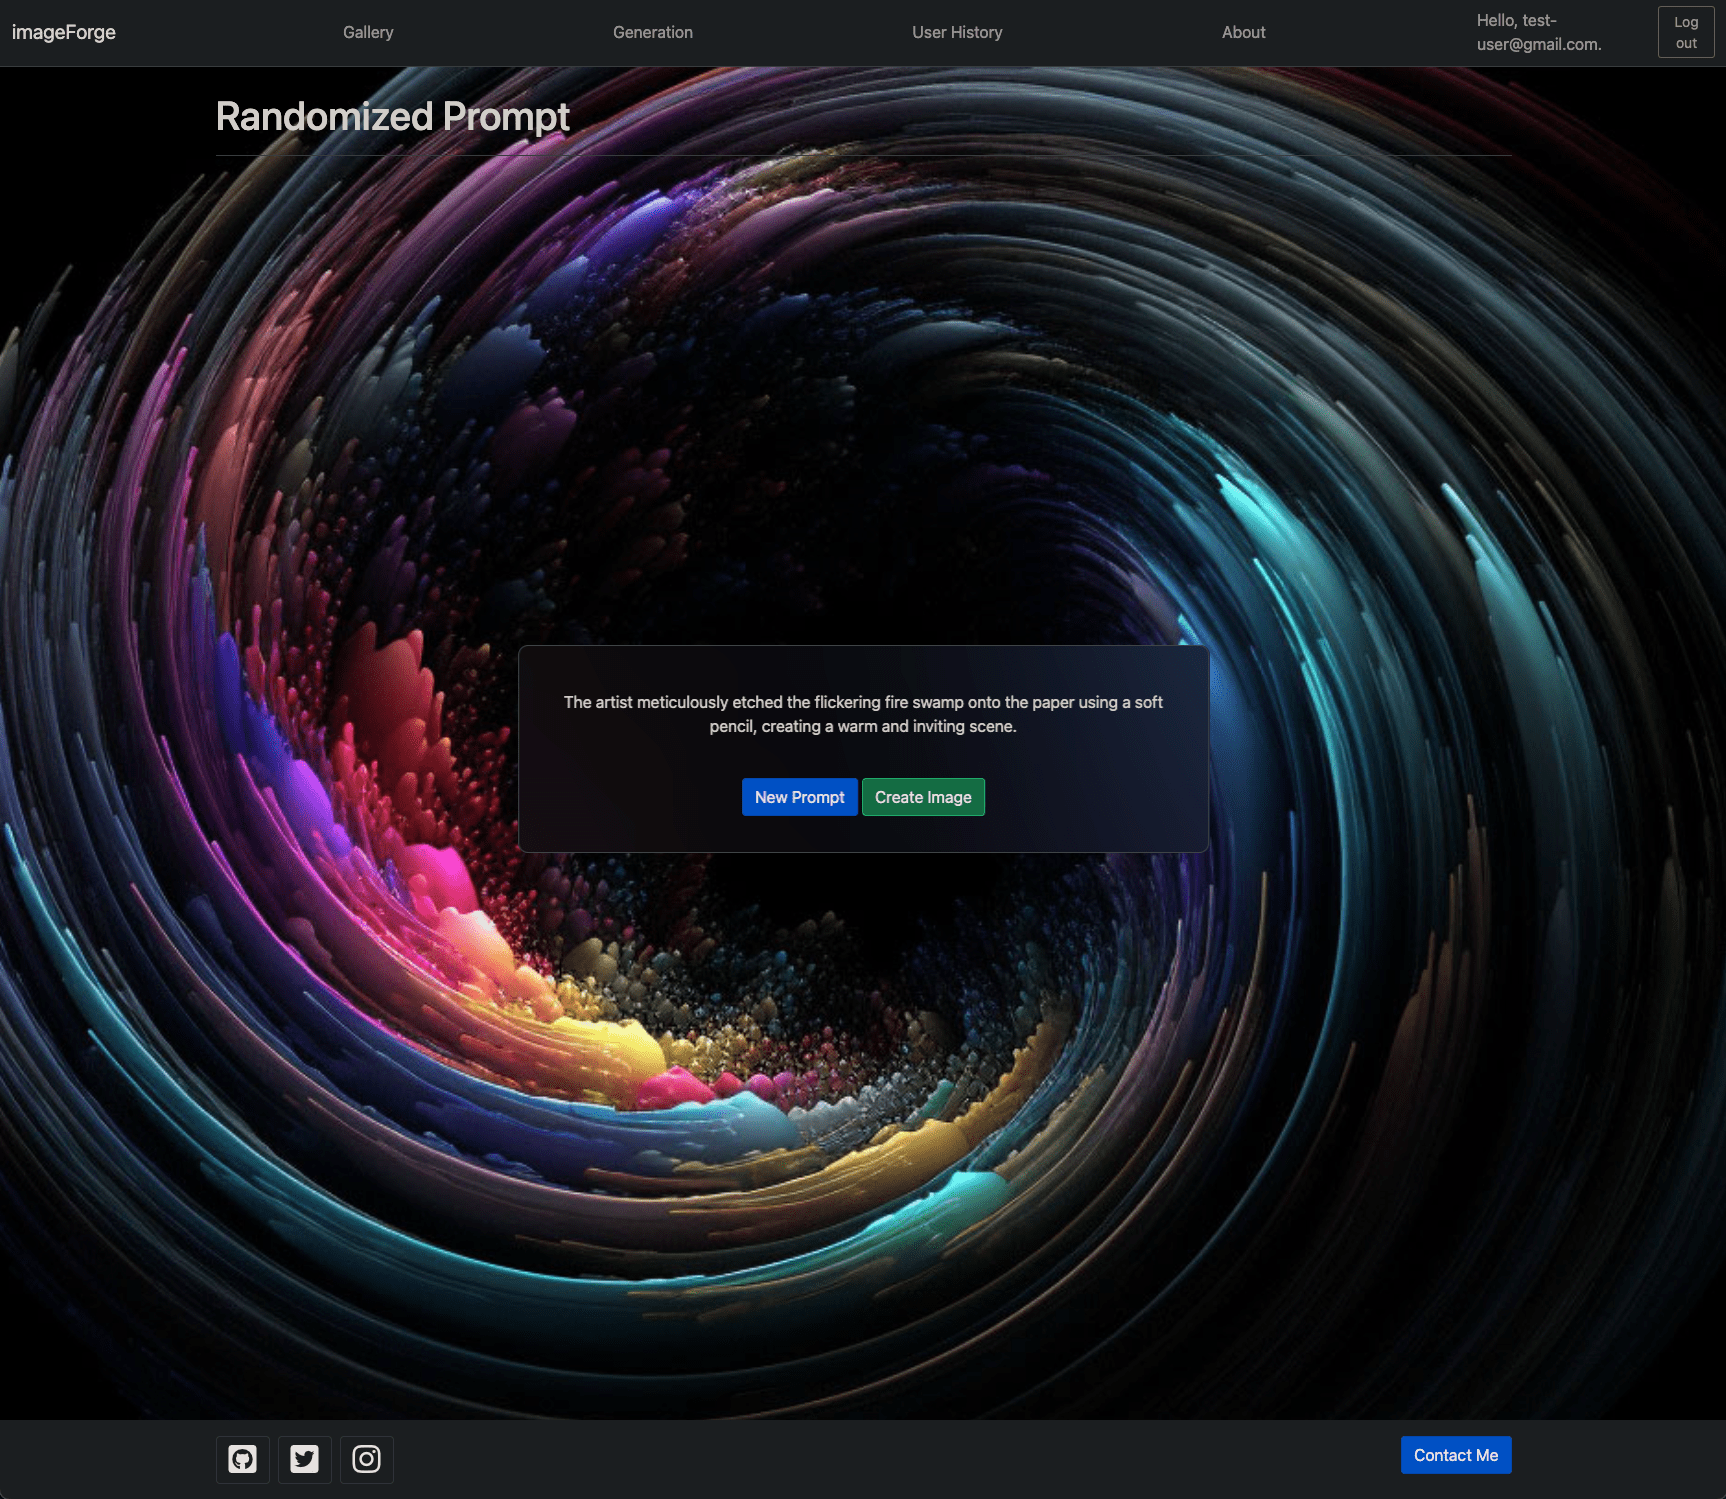 imageForge
Gallery
Generation
User History
About
Hello, test-
user@gmail.com.
Log
out
Randomized Prompt
The artist meticulously etched the flickering fire swamp onto the paper using a soft
pencil, creating a warm and inviting scene.
New Prompt
Create Image
Contact Me